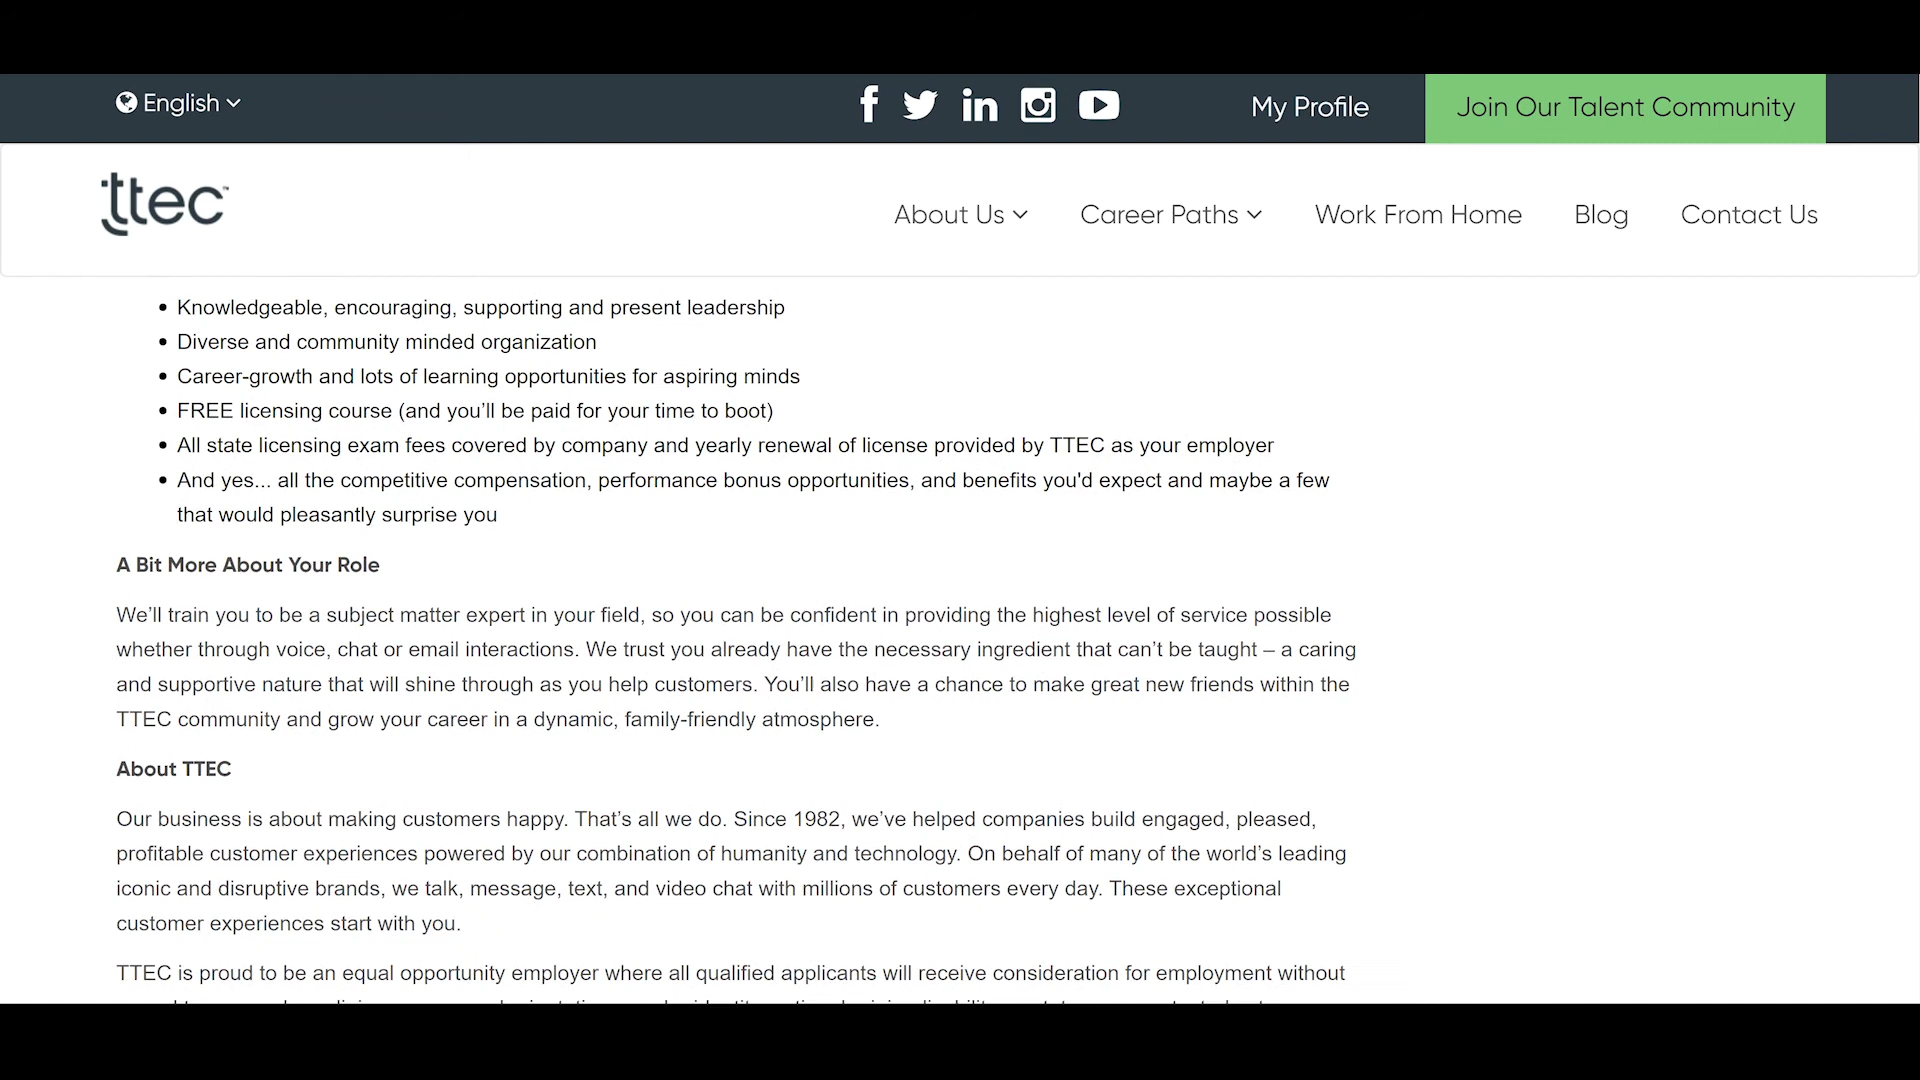 English
My Profile
Join Our Talent Community
ttec™
About Us
Career Paths
Work From Home
Blog
Contact Us
• Knowledgeable, encouraging, supporting and present leadership
• Diverse and community minded organization
• Career-growth and lots of learning opportunities for aspiring minds
• FREE licensing course (and you’ll be paid for your time to boot)
• All state licensing exam fees covered by company and yearly renewal of license provided by TTEC as your employer
• And yes... all the competitive compensation, performance bonus opportunities, and benefits you'd expect and maybe a few
that would pleasantly surprise you
A Bit More About Your Role
We’ll train you to be a subject matter expert in your field, so you can be confident in providing the highest level of service possible
whether through voice, chat or email interactions. We trust you already have the necessary ingredient that can’t be taught – a caring
and supportive nature that will shine through as you help customers. You’ll also have a chance to make great new friends within the
TTEC community and grow your career in a dynamic, family-friendly atmosphere.
About TTEC
Our business is about making customers happy. That’s all we do. Since 1982, we’ve helped companies build engaged, pleased,
profitable customer experiences powered by our combination of humanity and technology. On behalf of many of the world’s leading
iconic and disruptive brands, we talk, message, text, and video chat with millions of customers every day. These exceptional
customer experiences start with you.
TTEC is proud to be an equal opportunity employer where all qualified applicants will receive consideration for employment without